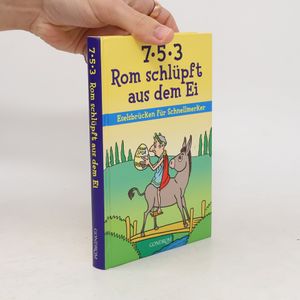 7·5·3
Rom schlüpft
aus dem Ei
Eselsbrücken für Schnellmerker
GONDROM
7·5·3 Rom schlüpft aus dem Ei